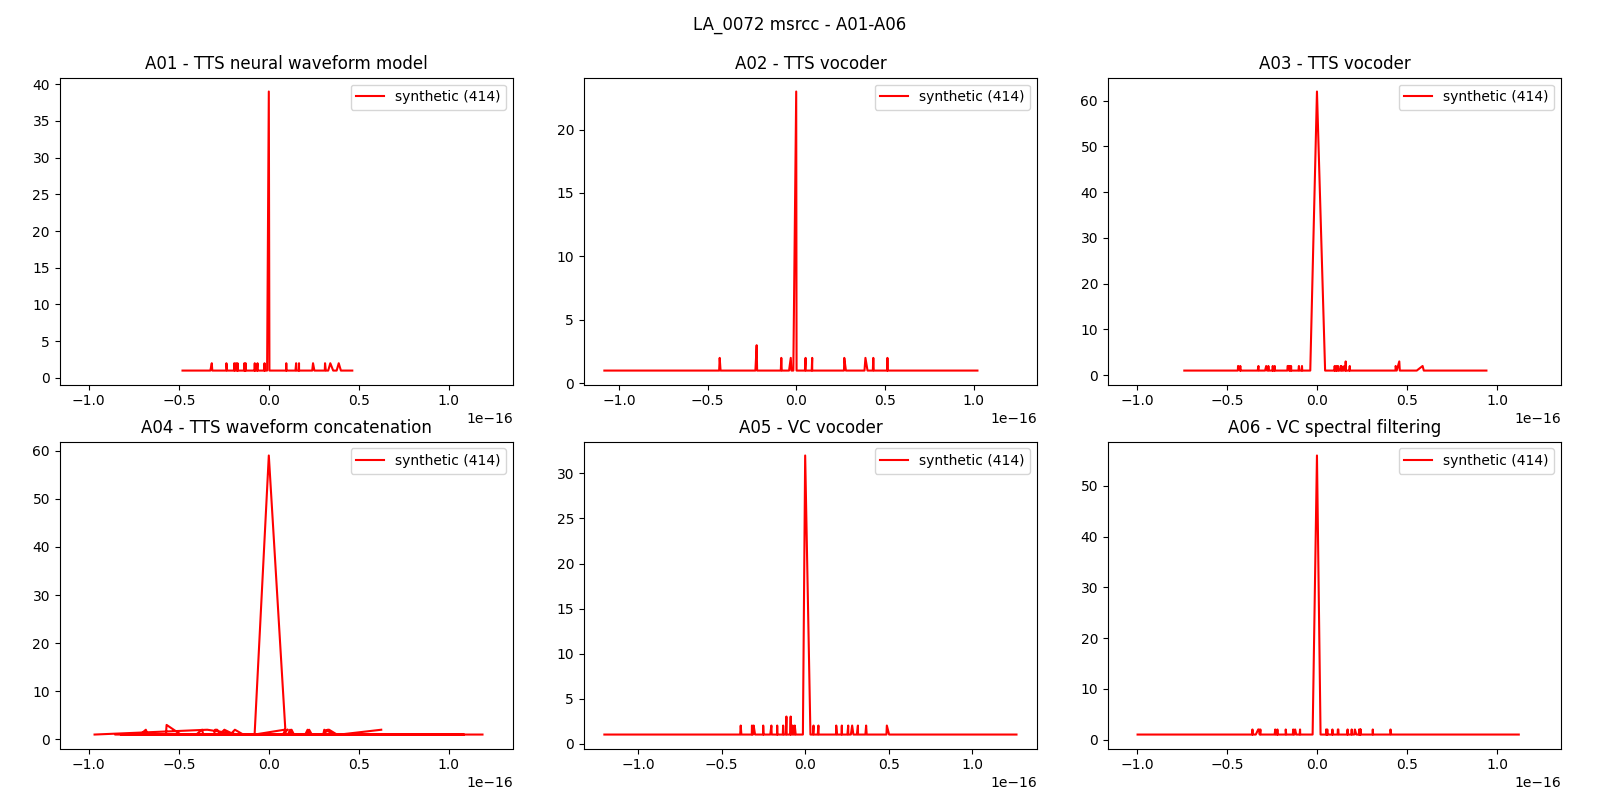 LA_0072 msrcc - A01-A06
A01 - TTS neural waveform model
synthetic (414)
40
35
30
25
20
15
10
5
0
−1.0 −0.5 0.0 0.5 1.0
1e−16
A02 - TTS vocoder
synthetic (414)
20
15
10
5
0
−1.0 −0.5 0.0 0.5 1.0
1e−16
A03 - TTS vocoder
synthetic (414)
60
50
40
30
20
10
0
−1.0 −0.5 0.0 0.5 1.0
1e−16
A04 - TTS waveform concatenation
synthetic (414)
60
50
40
30
20
10
0
−1.0 −0.5 0.0 0.5 1.0
1e−16
A05 - VC vocoder
synthetic (414)
30
25
20
15
10
5
0
−1.0 −0.5 0.0 0.5 1.0
1e−16
A06 - VC spectral filtering
synthetic (414)
50
40
30
20
10
0
−1.0 −0.5 0.0 0.5 1.0
1e−16